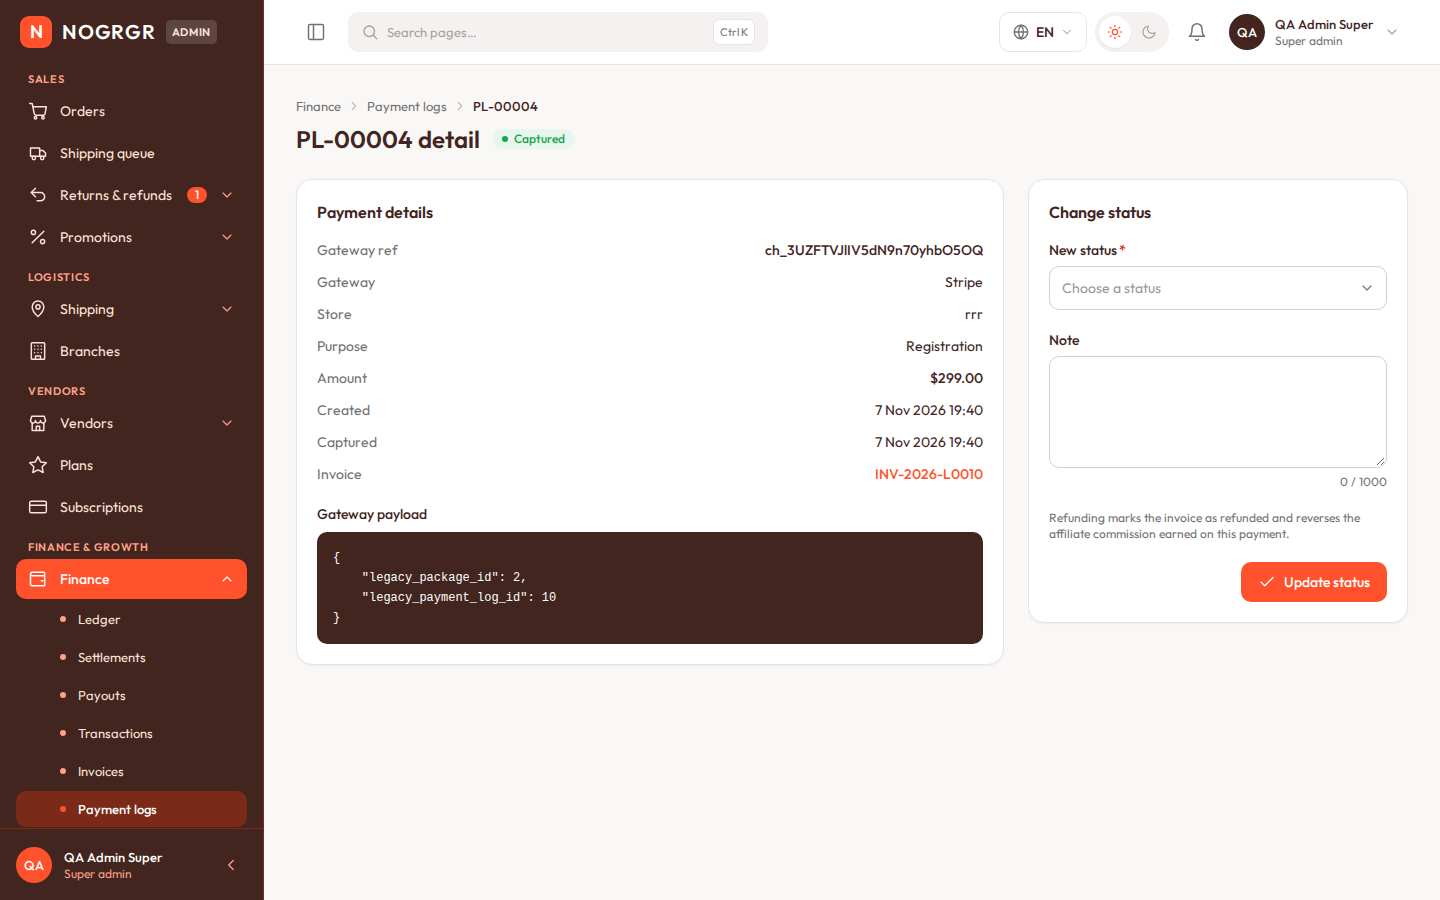 N NOGRGR ADMIN
Search pages...
Ctrl K
EN
QA
QA Admin Super
Super admin
SALES
Orders
Shipping queue
Returns & refunds 1
Promotions
LOGISTICS
Shipping
Branches
VENDORS
Vendors
Plans
Subscriptions
FINANCE & GROWTH
Finance
Ledger
Settlements
Payouts
Transactions
Invoices
Payment logs
QA
QA Admin Super
Super admin
Finance > Payment logs > PL-00004
PL-00004 detail Captured
Payment details
Gateway ref ch_3UZFTVJIIV5dN9n70yhbO5OQ
Gateway Stripe
Store rrr
Purpose Registration
Amount $299.00
Created 7 Nov 2026 19:40
Captured 7 Nov 2026 19:40
Invoice INV-2026-L0010
Gateway payload
{
"legacy_package_id": 2,
"legacy_payment_log_id": 10
}
Change status
New status *
Choose a status
Note
0 / 1000
Refunding marks the invoice as refunded and reverses the
affiliate commission earned on this payment.
Update status